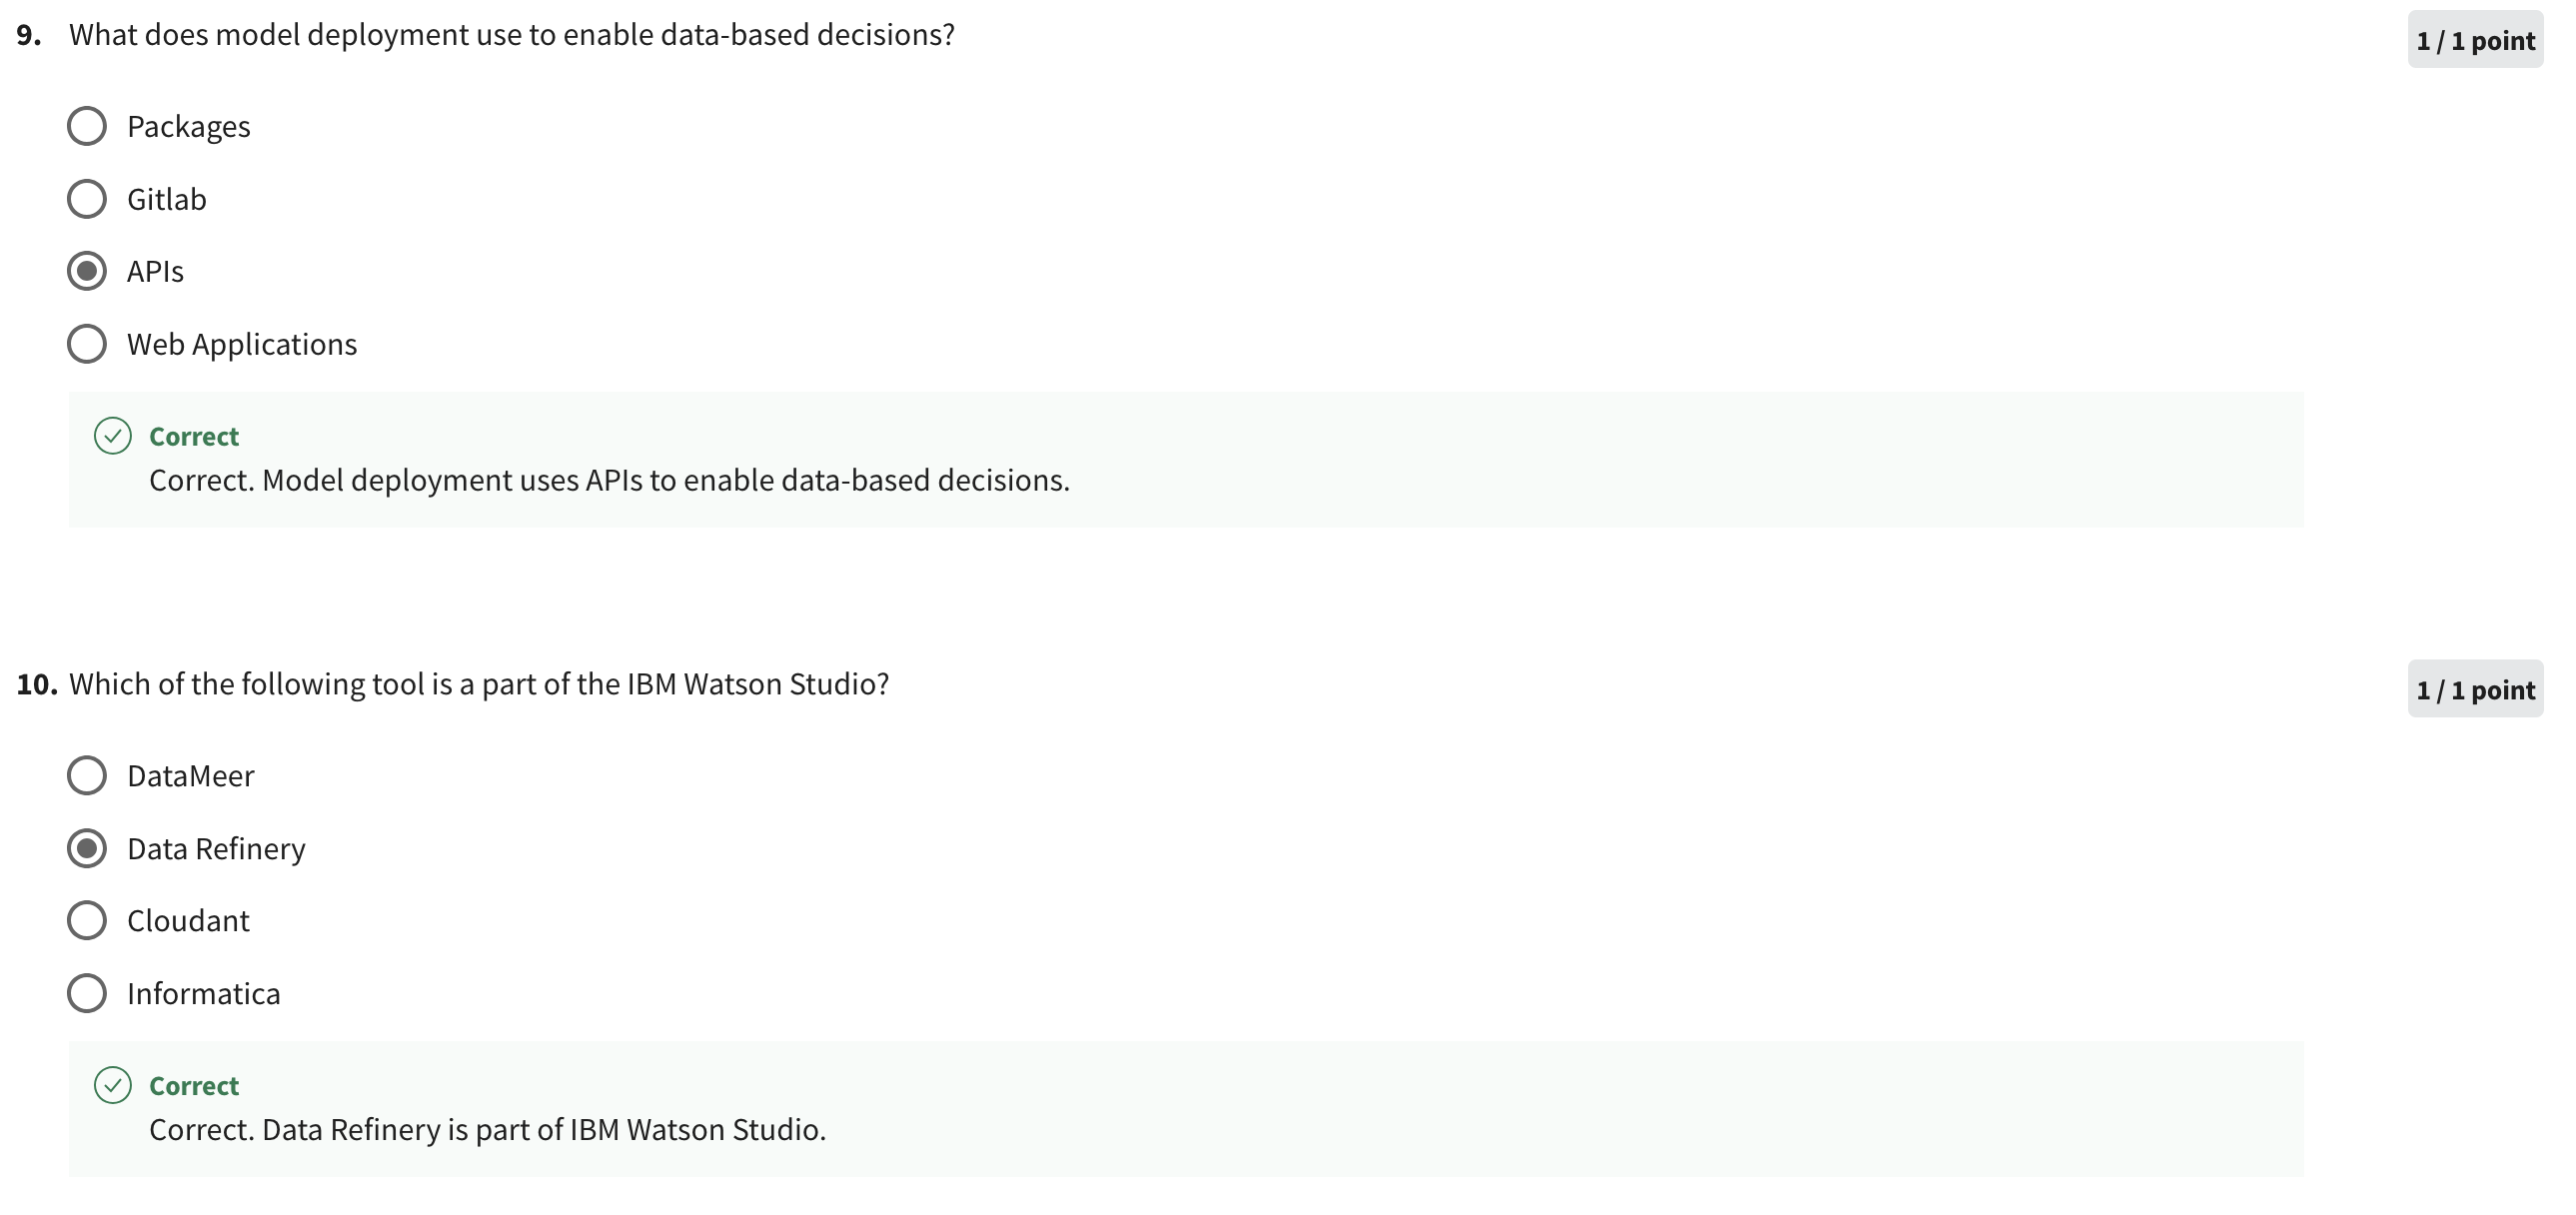 9. What does model deployment use to enable data-based decisions?
1 / 1 point
Packages
Gitlab
APIs
Web Applications
Correct
Correct. Model deployment uses APIs to enable data-based decisions.
10. Which of the following tool is a part of the IBM Watson Studio?
1 / 1 point
DataMeer
Data Refinery
Cloudant
Informatica
Correct
Correct. Data Refinery is part of IBM Watson Studio.